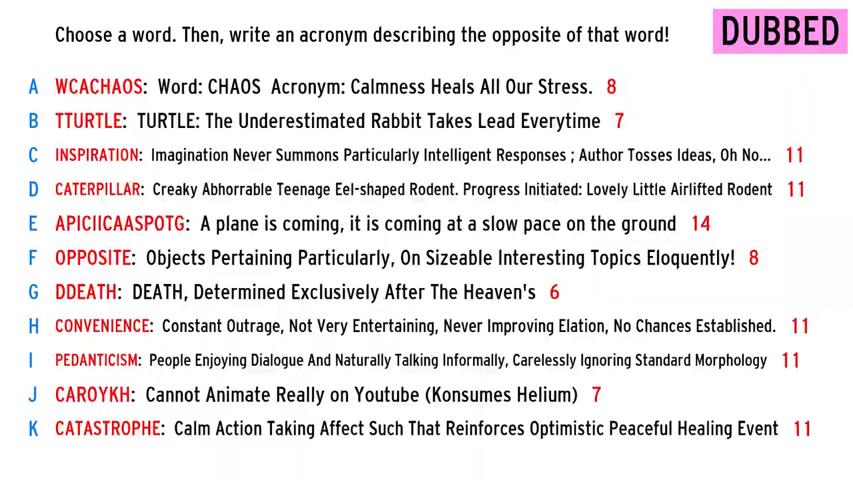 Choose a word. Then, write an acronym describing the opposite of that word!
DUBBED
A WCACHAOS: Word: CHAOS Acronym: Calmness Heals All Our Stress. 8
B TTURTLE: TURTLE: The Underestimated Rabbit Takes Lead Everytime 7
C INSPIRATION: Imagination Never Summons Particularly Intelligent Responses ; Author Tosses Ideas, Oh No... 11
D CATERPILLAR: Creaky Abhorrable Teenage Eel-shaped Rodent. Progress Initiated: Lovely Little Airlifted Rodent 11
E APICIICAASPOTG: A plane is coming, it is coming at a slow pace on the ground 14
F OPPOSITE: Objects Pertaining Particularly, On Sizeable Interesting Topics Eloquently! 8
G DDEATH: DEATH, Determined Exclusively After The Heaven's 6
H CONVENIENCE: Constant Outrage, Not Very Entertaining, Never Improving Elation, No Chances Established. 11
I PEDANTICISM: People Enjoying Dialogue And Naturally Talking Informally, Carelessly Ignoring Standard Morphology 11
J CAROYKH: Cannot Animate Really on Youtube (Konsumes Helium) 7
K CATASTROPHE: Calm Action Taking Affect Such That Reinforces Optimistic Peaceful Healing Event 11